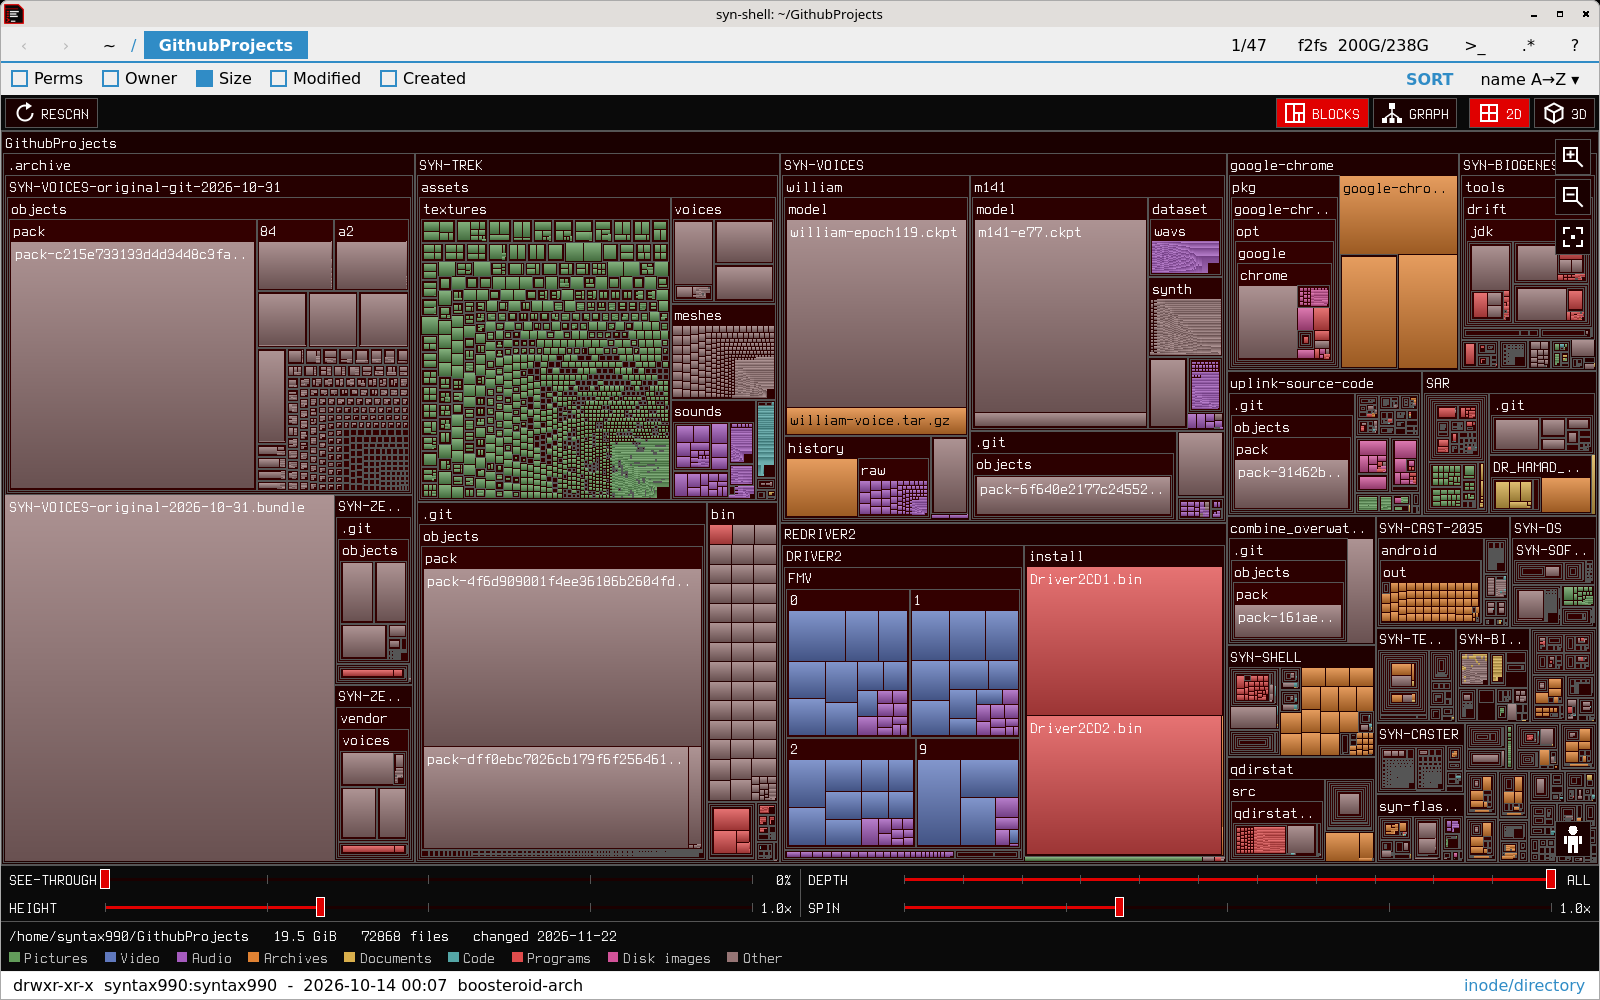 syn-shell: ~/GithubProjects
~ / GithubProjects 1/47 f2fs 200G/238G >_ .* ?
Perms Owner Size Modified Created SORT name A→Z ▾
RESCAN BLOCKS GRAPH 2D 3D
GithubProjects
.archive SYN-TREK SYN-VOICES google-chrome SYN-BIOGENES
SYN-VOICES-original-git-2026-10-31 assets william m141 pkg google-chro.. tools
objects textures voices model model dataset google-chr.. drift
pack 84 a2 opt jdk
pack-c215e733133d4d3448c3fa.. william-epoch119.ckpt m141-e77.ckpt wavs
google
chrome
synth
meshes
uplink-source-code SAR
.git .git
sounds
william-voice.tar.gz objects
history .git pack
raw objects pack-31462b.. DR_HAMAD_..
pack-6f640e2177c24552..
SYN-VOICES-original-2026-10-31.bundle SYN-ZE..
.git bin
.git objects REDRIVER2 combine_overwat.. SYN-CAST-2035 SYN-OS
objects pack DRIVER2 install .git android SYN-SOF..
pack-4f6d909001f4ee36186b2604fd.. FMV Driver2CD1.bin objects out
0 1 pack
pack-161ae..
SYN-TE.. SYN-BI..
SYN-SHELL
SYN-ZE..
vendor
voices Driver2CD2.bin SYN-CASTER
pack-dff0ebc7026cb179f6f256461.. 2 9
qdirstat
src
qdirstat.. syn-flas..
SEE-THROUGH 0% DEPTH ALL
HEIGHT 1.0x SPIN 1.0x
/home/syntax990/GithubProjects 19.5 GiB 72868 files changed 2026-11-22
Pictures Video Audio Archives Documents Code Programs Disk images Other
drwxr-xr-x syntax990:syntax990 - 2026-10-14 00:07 boosteroid-arch inode/directory